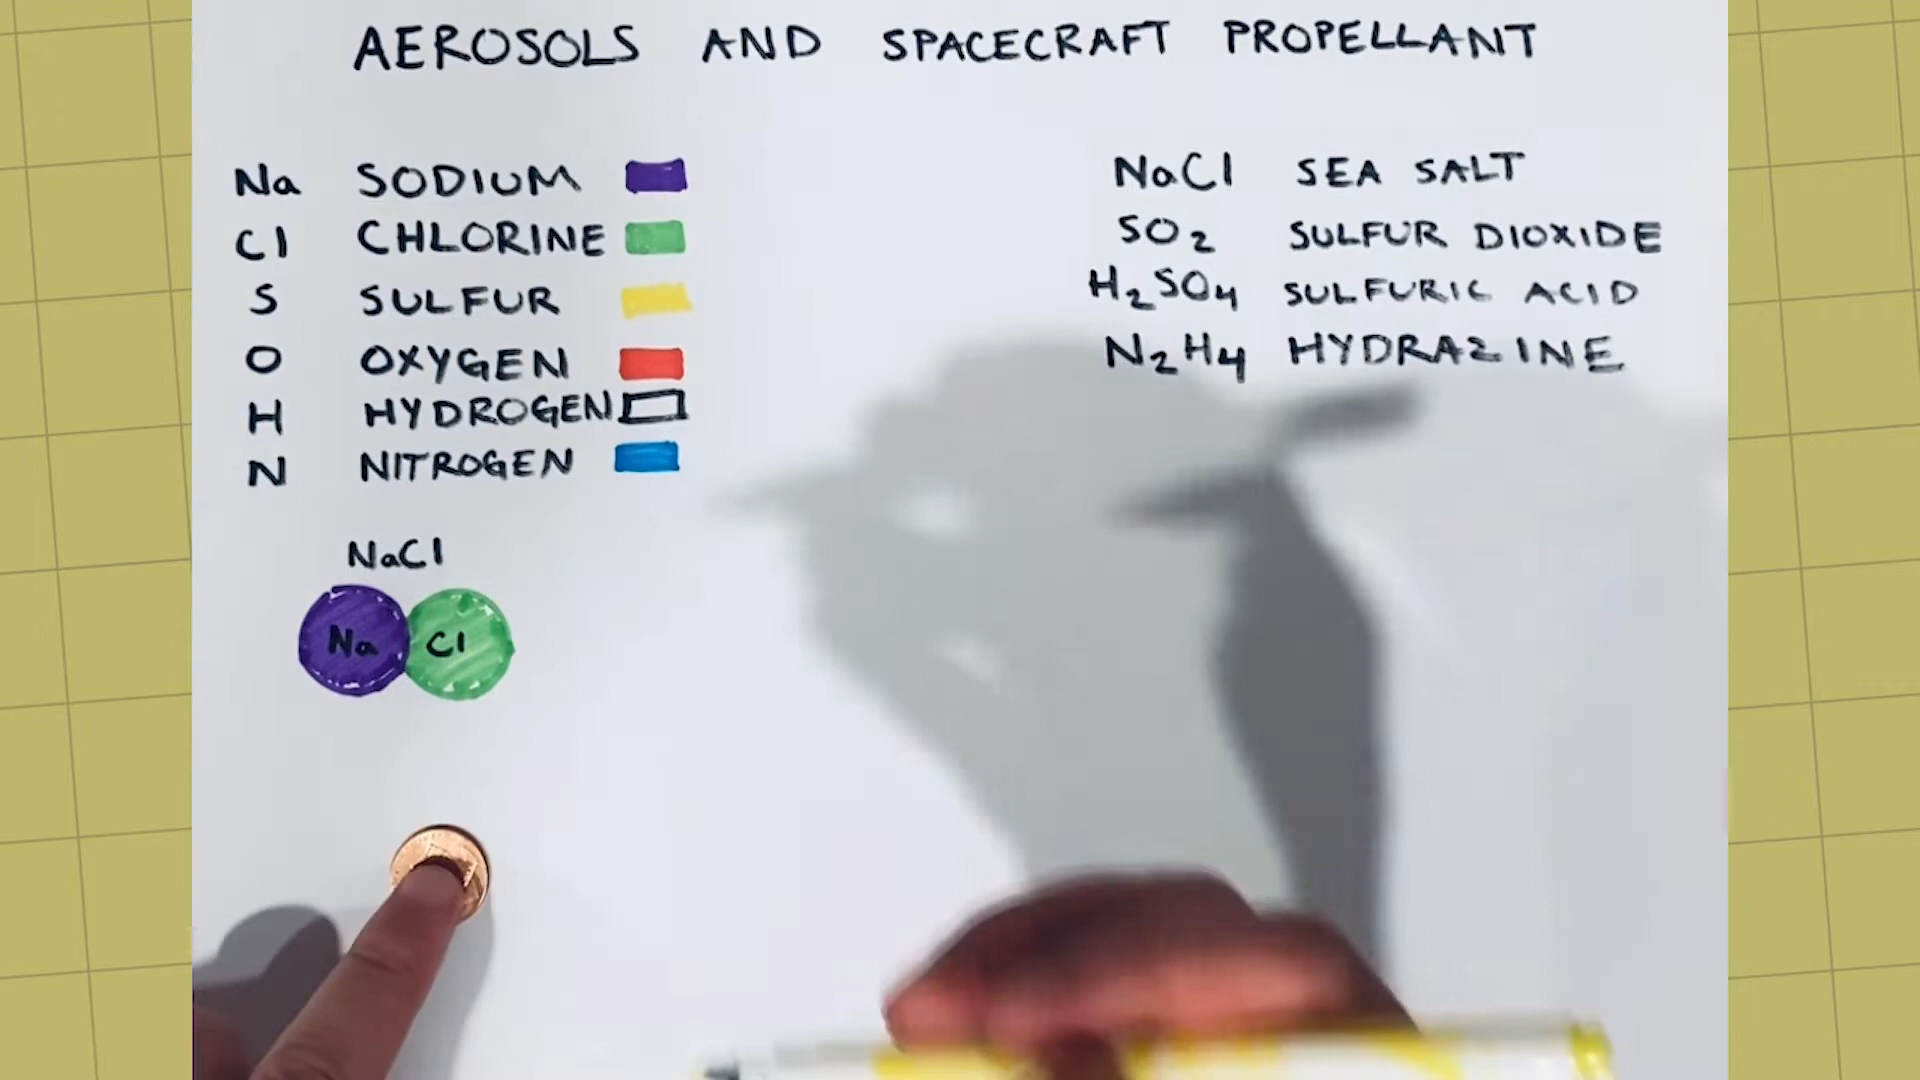 AEROSOLS AND SPACECRAFT PROPELLANT
Na SODIUM
Cl CHLORINE
S SULFUR
O OXYGEN
H HYDROGEN
N NITROGEN
NaCl SEA SALT
SO2 SULFUR DIOXIDE
H2SO4 SULFURIC ACID
N2H4 HYDRAZINE
NaCl
Na Cl